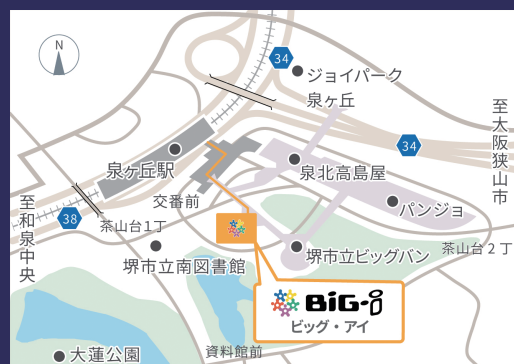 N
34
ジョイパーク
泉ヶ丘
至大阪狭山市
34
泉ヶ丘駅
泉北高島屋
交番前
パンジョ
38
茶山台1丁
至和泉中央
堺市立南図書館
堺市立ビッグバン
茶山台2丁
BiG-i
ビッグ・アイ
資料館前
大蓮公園